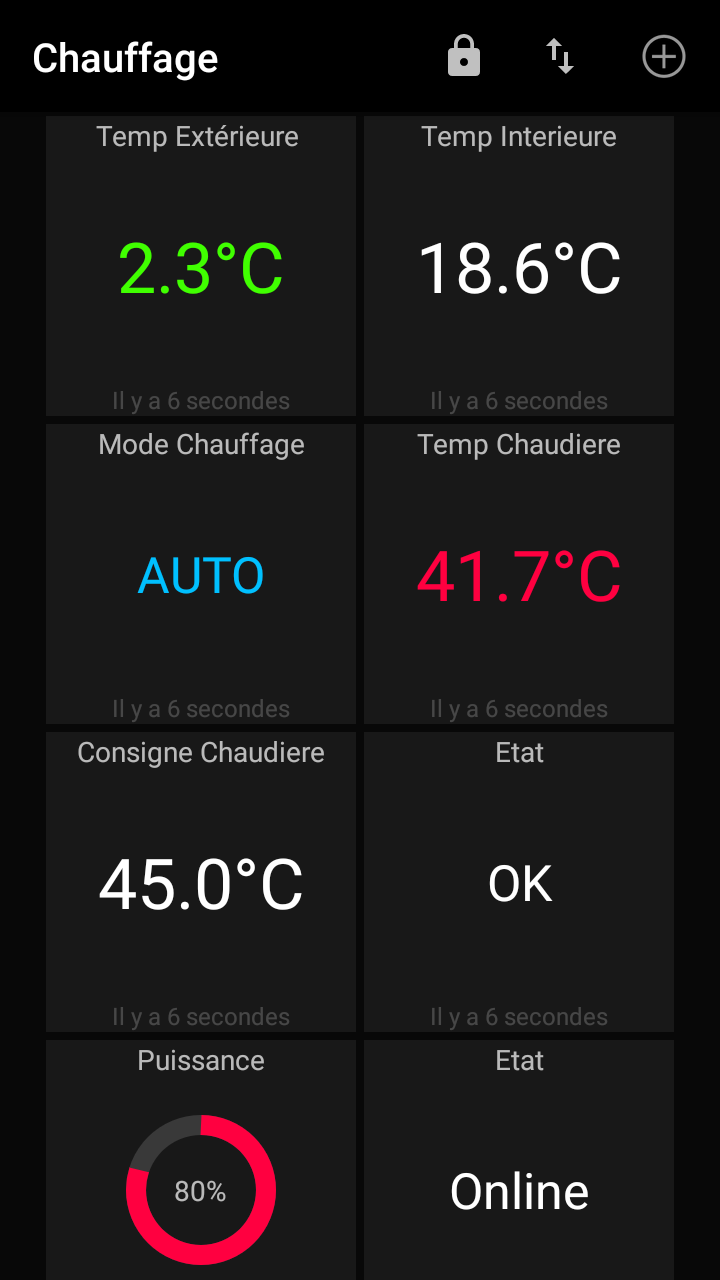 Chauffage
Temp Extérieure
Temp Interieure
2.3°C
18.6°C
Il y a 6 secondes
Il y a 6 secondes
Mode Chauffage
Temp Chaudiere
AUTO
41.7°C
Il y a 6 secondes
Il y a 6 secondes
Consigne Chaudiere
Etat
45.0°C
OK
Il y a 6 secondes
Il y a 6 secondes
Puissance
Etat
80%
Online